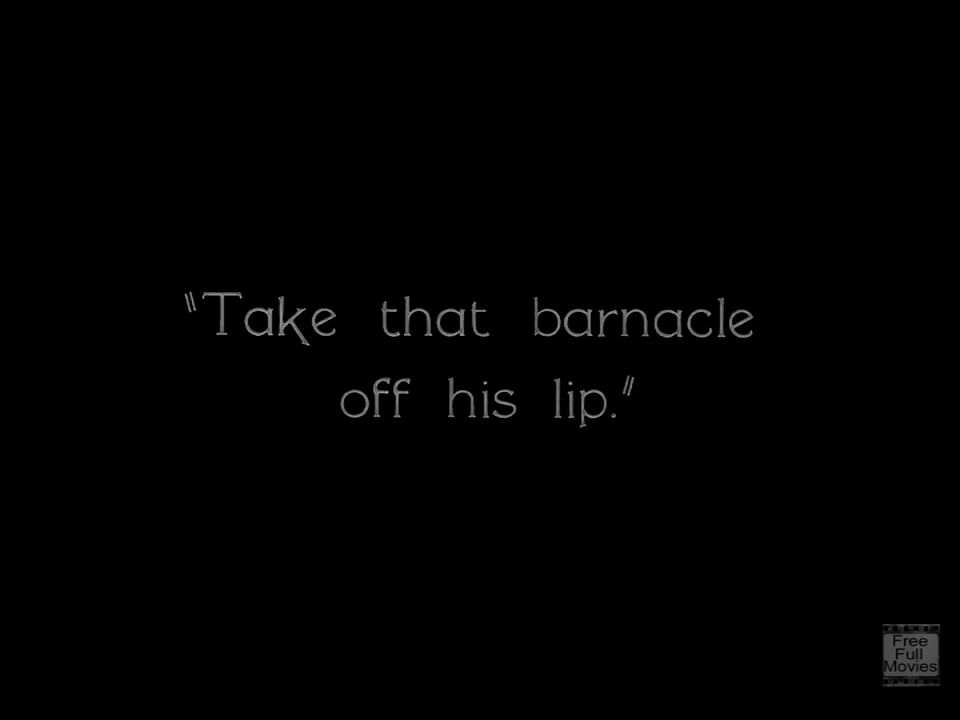 "Take that barnacle
off his lip."
Free
Full
Movies